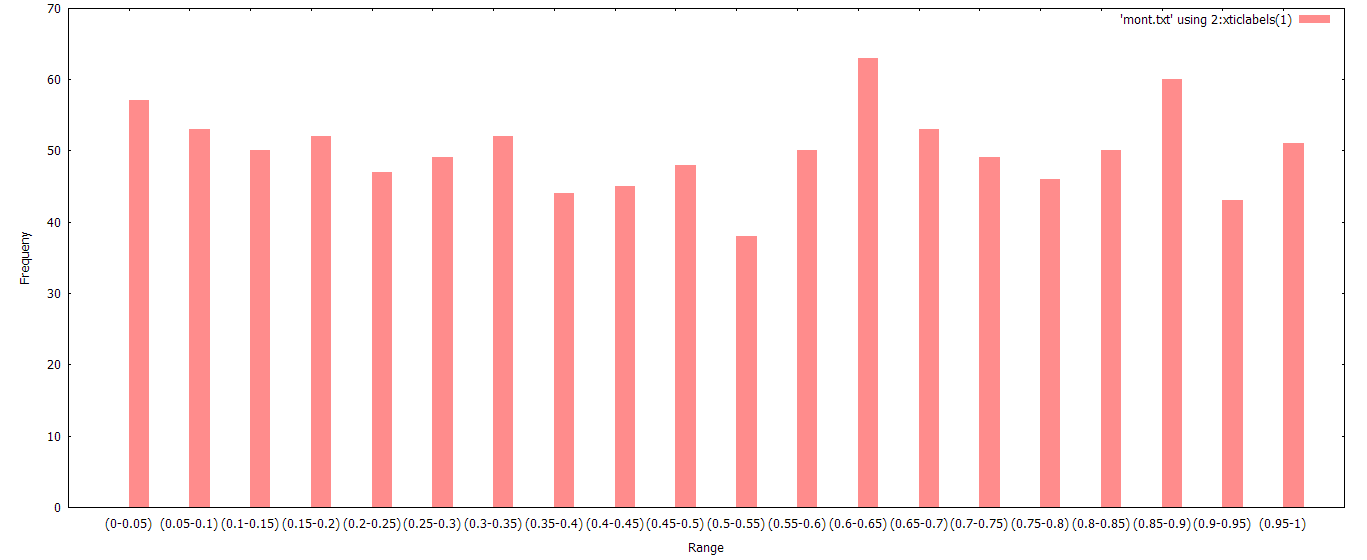 70
'mont.txt' using 2:xticlabels(1)
60
50
40
Frequeny
30
20
10
0
(0-0.05) (0.05-0.1) (0.1-0.15) (0.15-0.2) (0.2-0.25) (0.25-0.3) (0.3-0.35) (0.35-0.4) (0.4-0.45) (0.45-0.5) (0.5-0.55) (0.55-0.6) (0.6-0.65) (0.65-0.7) (0.7-0.75) (0.75-0.8) (0.8-0.85) (0.85-0.9) (0.9-0.95) (0.95-1)
Range